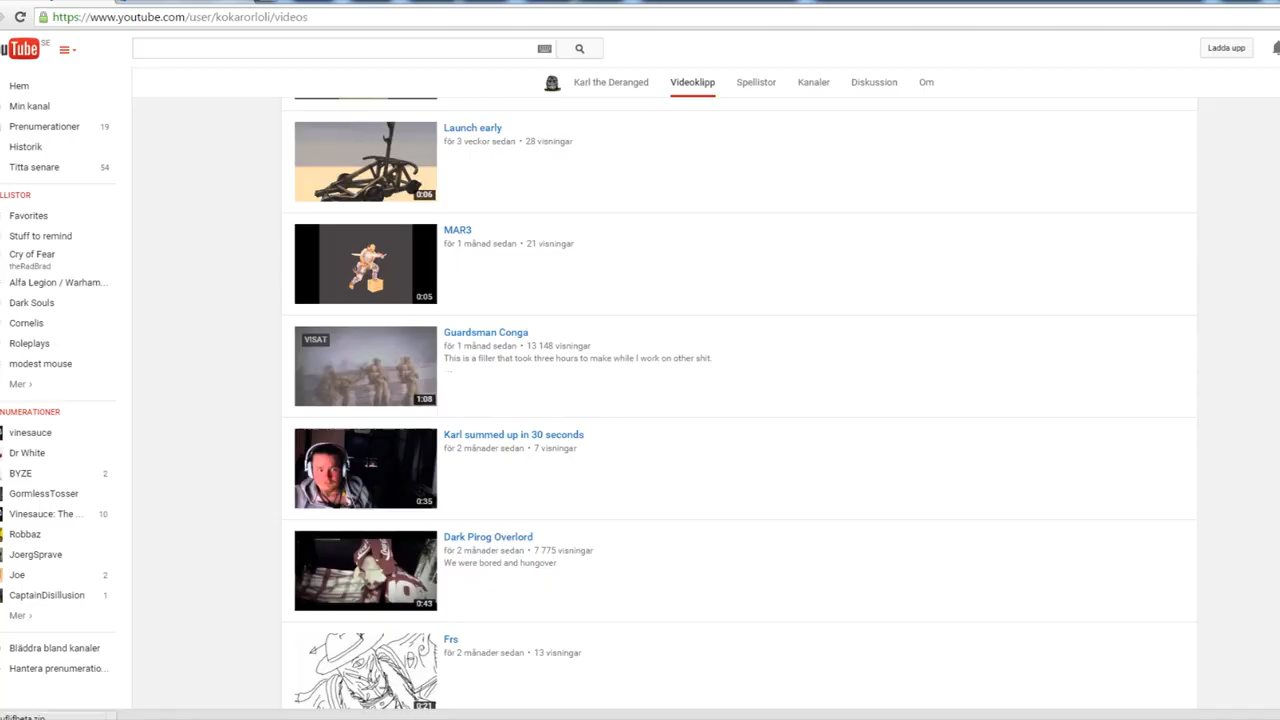 https://www.youtube.com/user/kokarorloli/videos
Tube SE
Ladda upp
Karl the Deranged Videoklipp Spellistor Kanaler Diskussion Om
Hem
Min kanal
Prenumerationer 19
Historik
Titta senare 54
LLISTOR
Favorites
Stuff to remind
Cry of Fear
theRadBrad
Alfa Legion / Warham...
Dark Souls
Cornelis
Roleplays
modest mouse
Mer ›
NUMERATIONER
vinesauce
Dr White
BYZE 2
GormlessTosser
Vinesauce: The ... 10
Robbaz
JoergSprave
Joe 2
CaptainDisillusion 1
Mer ›
Bläddra bland kanaler
Hantera prenumeratio...
Launch early
för 3 veckor sedan • 28 visningar
0:06
MAR3
för 1 månad sedan • 21 visningar
0:05
Guardsman Conga
VISAT
för 1 månad sedan • 13 148 visningar
This is a filler that took three hours to make while I work on other shit.
...
1:08
Karl summed up in 30 seconds
för 2 månader sedan • 7 visningar
0:35
Dark Pirog Overlord
för 2 månader sedan • 7 775 visningar
We were bored and hungover
0:43
Frs
för 2 månader sedan • 13 visningar
0:21